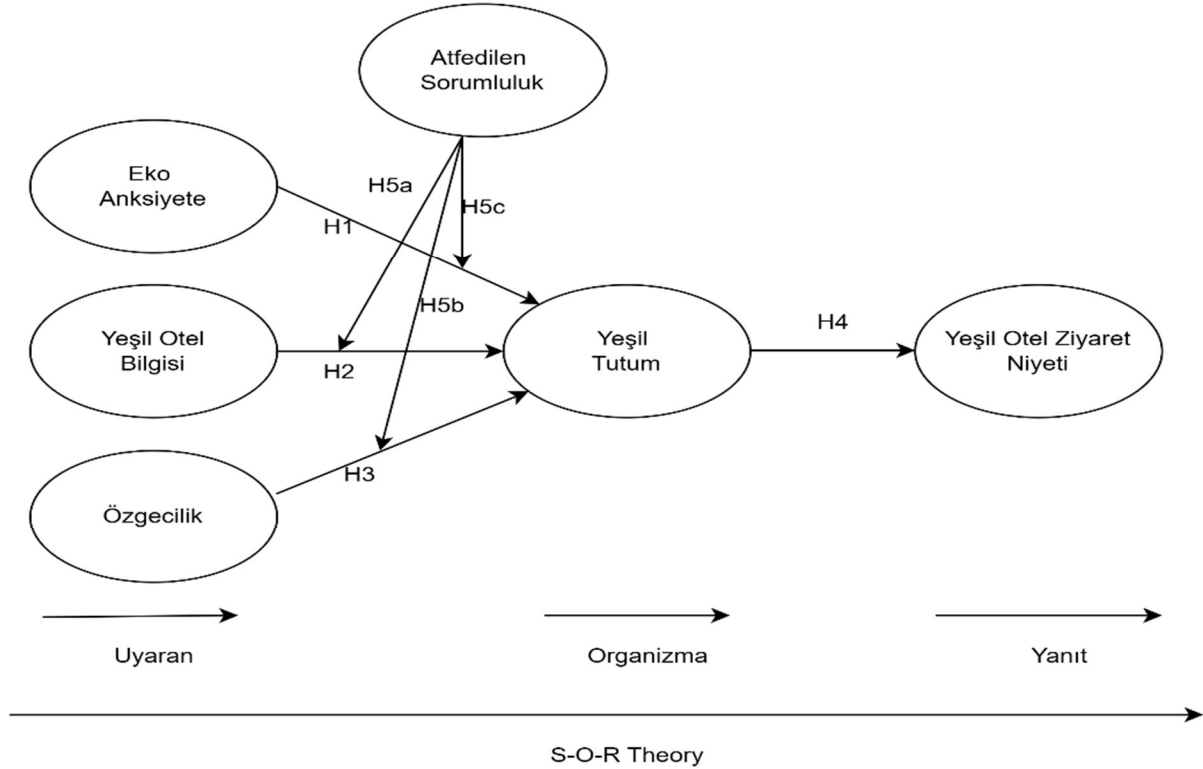 Atfedilen
Sorumluluk
Eko
Anksiyete
H5a
H5c
H1
H5b
Yeşil Otel
Bilgisi
H2
Yeşil
Tutum
H4
Yeşil Otel Ziyaret
Niyeti
H3
Özgecilik
Uyaran
Organizma
Yanıt
S-O-R Theory